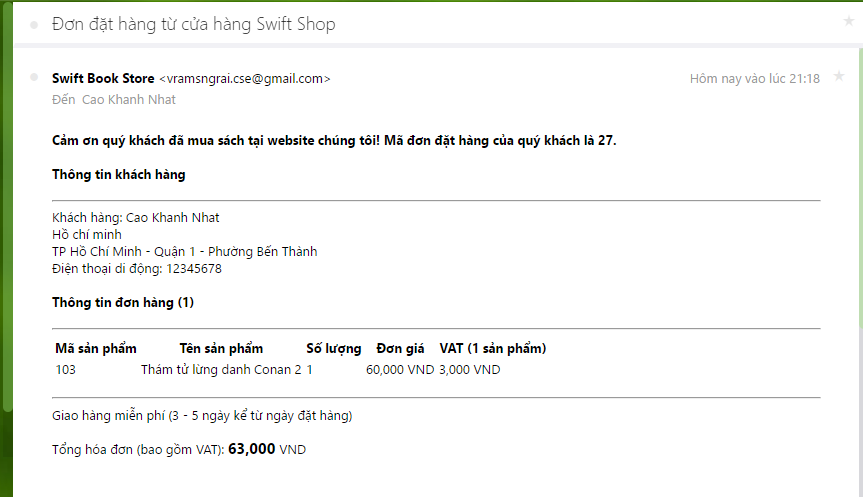 Đơn đặt hàng từ cửa hàng Swift Shop
Swift Book Store <vramsngrai.cse@gmail.com> Hôm nay vào lúc 21:18
Đến Cao Khanh Nhat
Cảm ơn quý khách đã mua sách tại website chúng tôi! Mã đơn đặt hàng của quý khách là 27.
Thông tin khách hàng
Khách hàng: Cao Khanh Nhat
Hồ chí minh
TP Hồ Chí Minh - Quận 1 - Phường Bến Thành
Điện thoại di động: 12345678
Thông tin đơn hàng (1)
Mã sản phẩm Tên sản phẩm Số lượng Đơn giá VAT (1 sản phẩm)
103 Thám tử lừng danh Conan 2 1 60,000 VND 3,000 VND
Giao hàng miễn phí (3 - 5 ngày kể từ ngày đặt hàng)
Tổng hóa đơn (bao gồm VAT): 63,000 VND